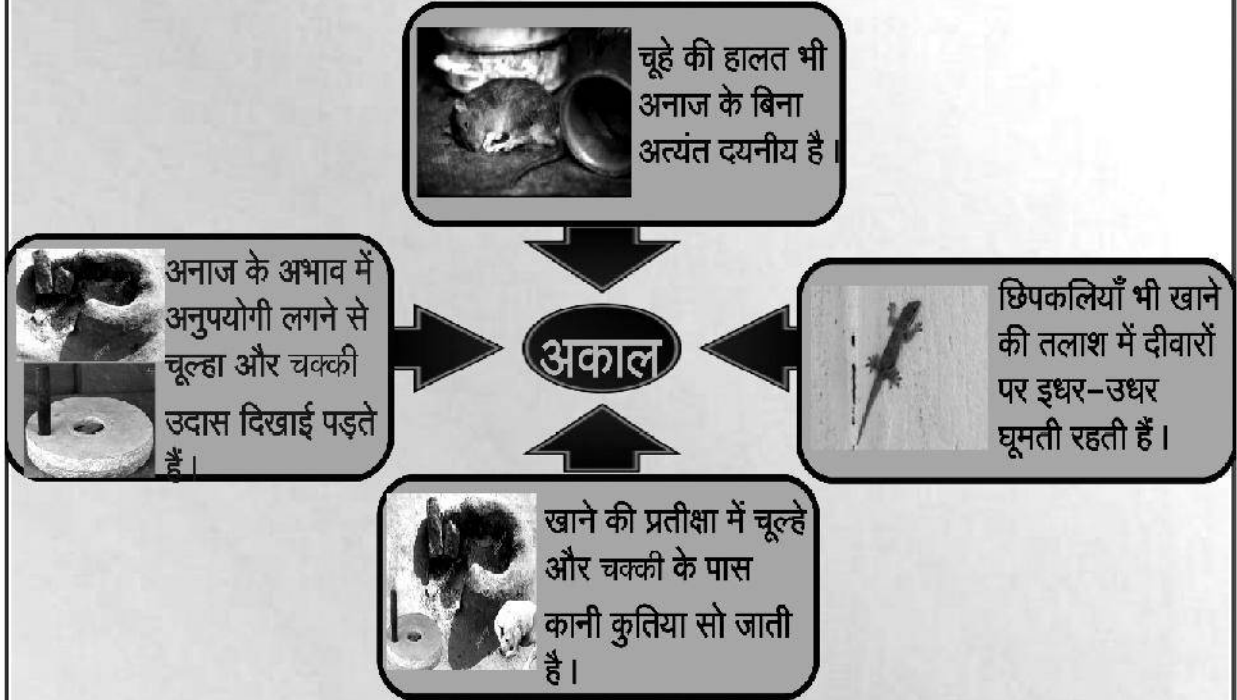 चूहे की हालत भी
अनाज के बिना
अत्यंत दयनीय है।
अनाज के अभाव में
अनुपयोगी लगने से
चूल्हा और चक्की
उदास दिखाई पड़ते
हैं।
अकाल
छिपकलियाँ भी खाने
की तलाश में दीवारों
पर इधर-उधर
घूमती रहती हैं।
खाने की प्रतीक्षा में चूल्हे
और चक्की के पास
कानी कुतिया सो जाती
है।